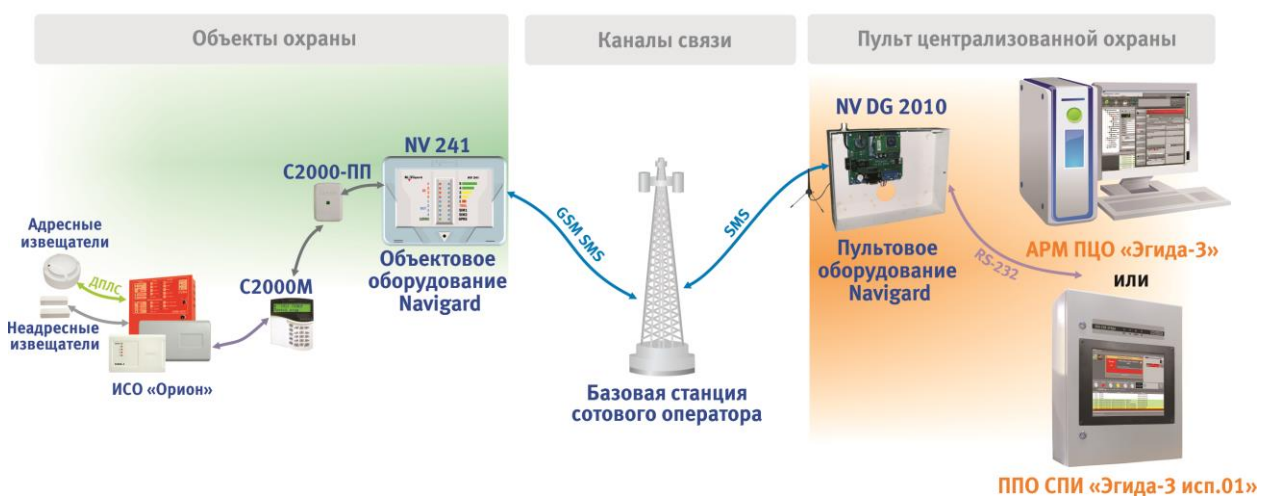 Объекты охраны
Каналы связи
Пульт централизованной охраны
NV DG 2010
NV 241
С2000-ПП
Адресные
извещатели
ДПЛС
С2000М
Объектовое
оборудование
Navigard
GSM SMS
SMS
Пультовое
оборудование
Navigard
RS-232
АРМ ПЦО «Эгида-3»
или
Неадресные
извещатели
ИСО «Орион»
Базовая станция
сотового оператора
ППО СПИ «Эгида-3 исп.01»